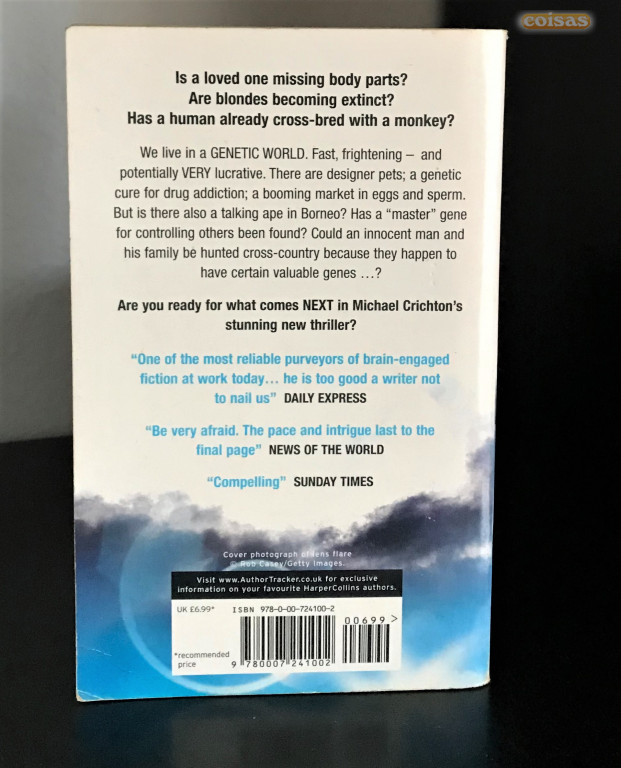 coisas
Is a loved one missing body parts?
Are blondes becoming extinct?
Has a human already cross-bred with a monkey?
We live in a GENETIC WORLD. Fast, frightening – and
potentially VERY lucrative. There are designer pets; a genetic
cure for drug addiction; a booming market in eggs and sperm.
But is there also a talking ape in Borneo? Has a “master” gene
for controlling others been found? Could an innocent man and
his family be hunted cross-country because they happen to
have certain valuable genes …?
Are you ready for what comes NEXT in Michael Crichton’s
stunning new thriller?
“One of the most reliable purveyors of brain-engaged
fiction at work today… he is too good a writer not
to nail us” DAILY EXPRESS
“Be very afraid. The pace and intrigue last to the
final page” NEWS OF THE WORLD
“Compelling” SUNDAY TIMES
Cover photograph of lens flare
© Rob Casey/Getty Images.
Visit www.AuthorTracker.co.uk for exclusive
information on your favourite HarperCollins authors.
UK £6.99* ISBN 978-0-00-724100-2
00699 >
*recommended
price
9 780007 241002